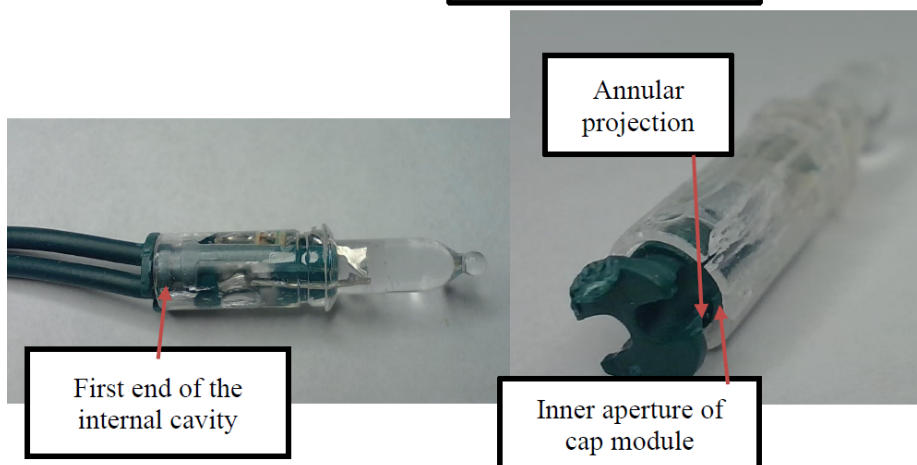 Annular
projection
First end of the
internal cavity
Inner aperture of
cap module